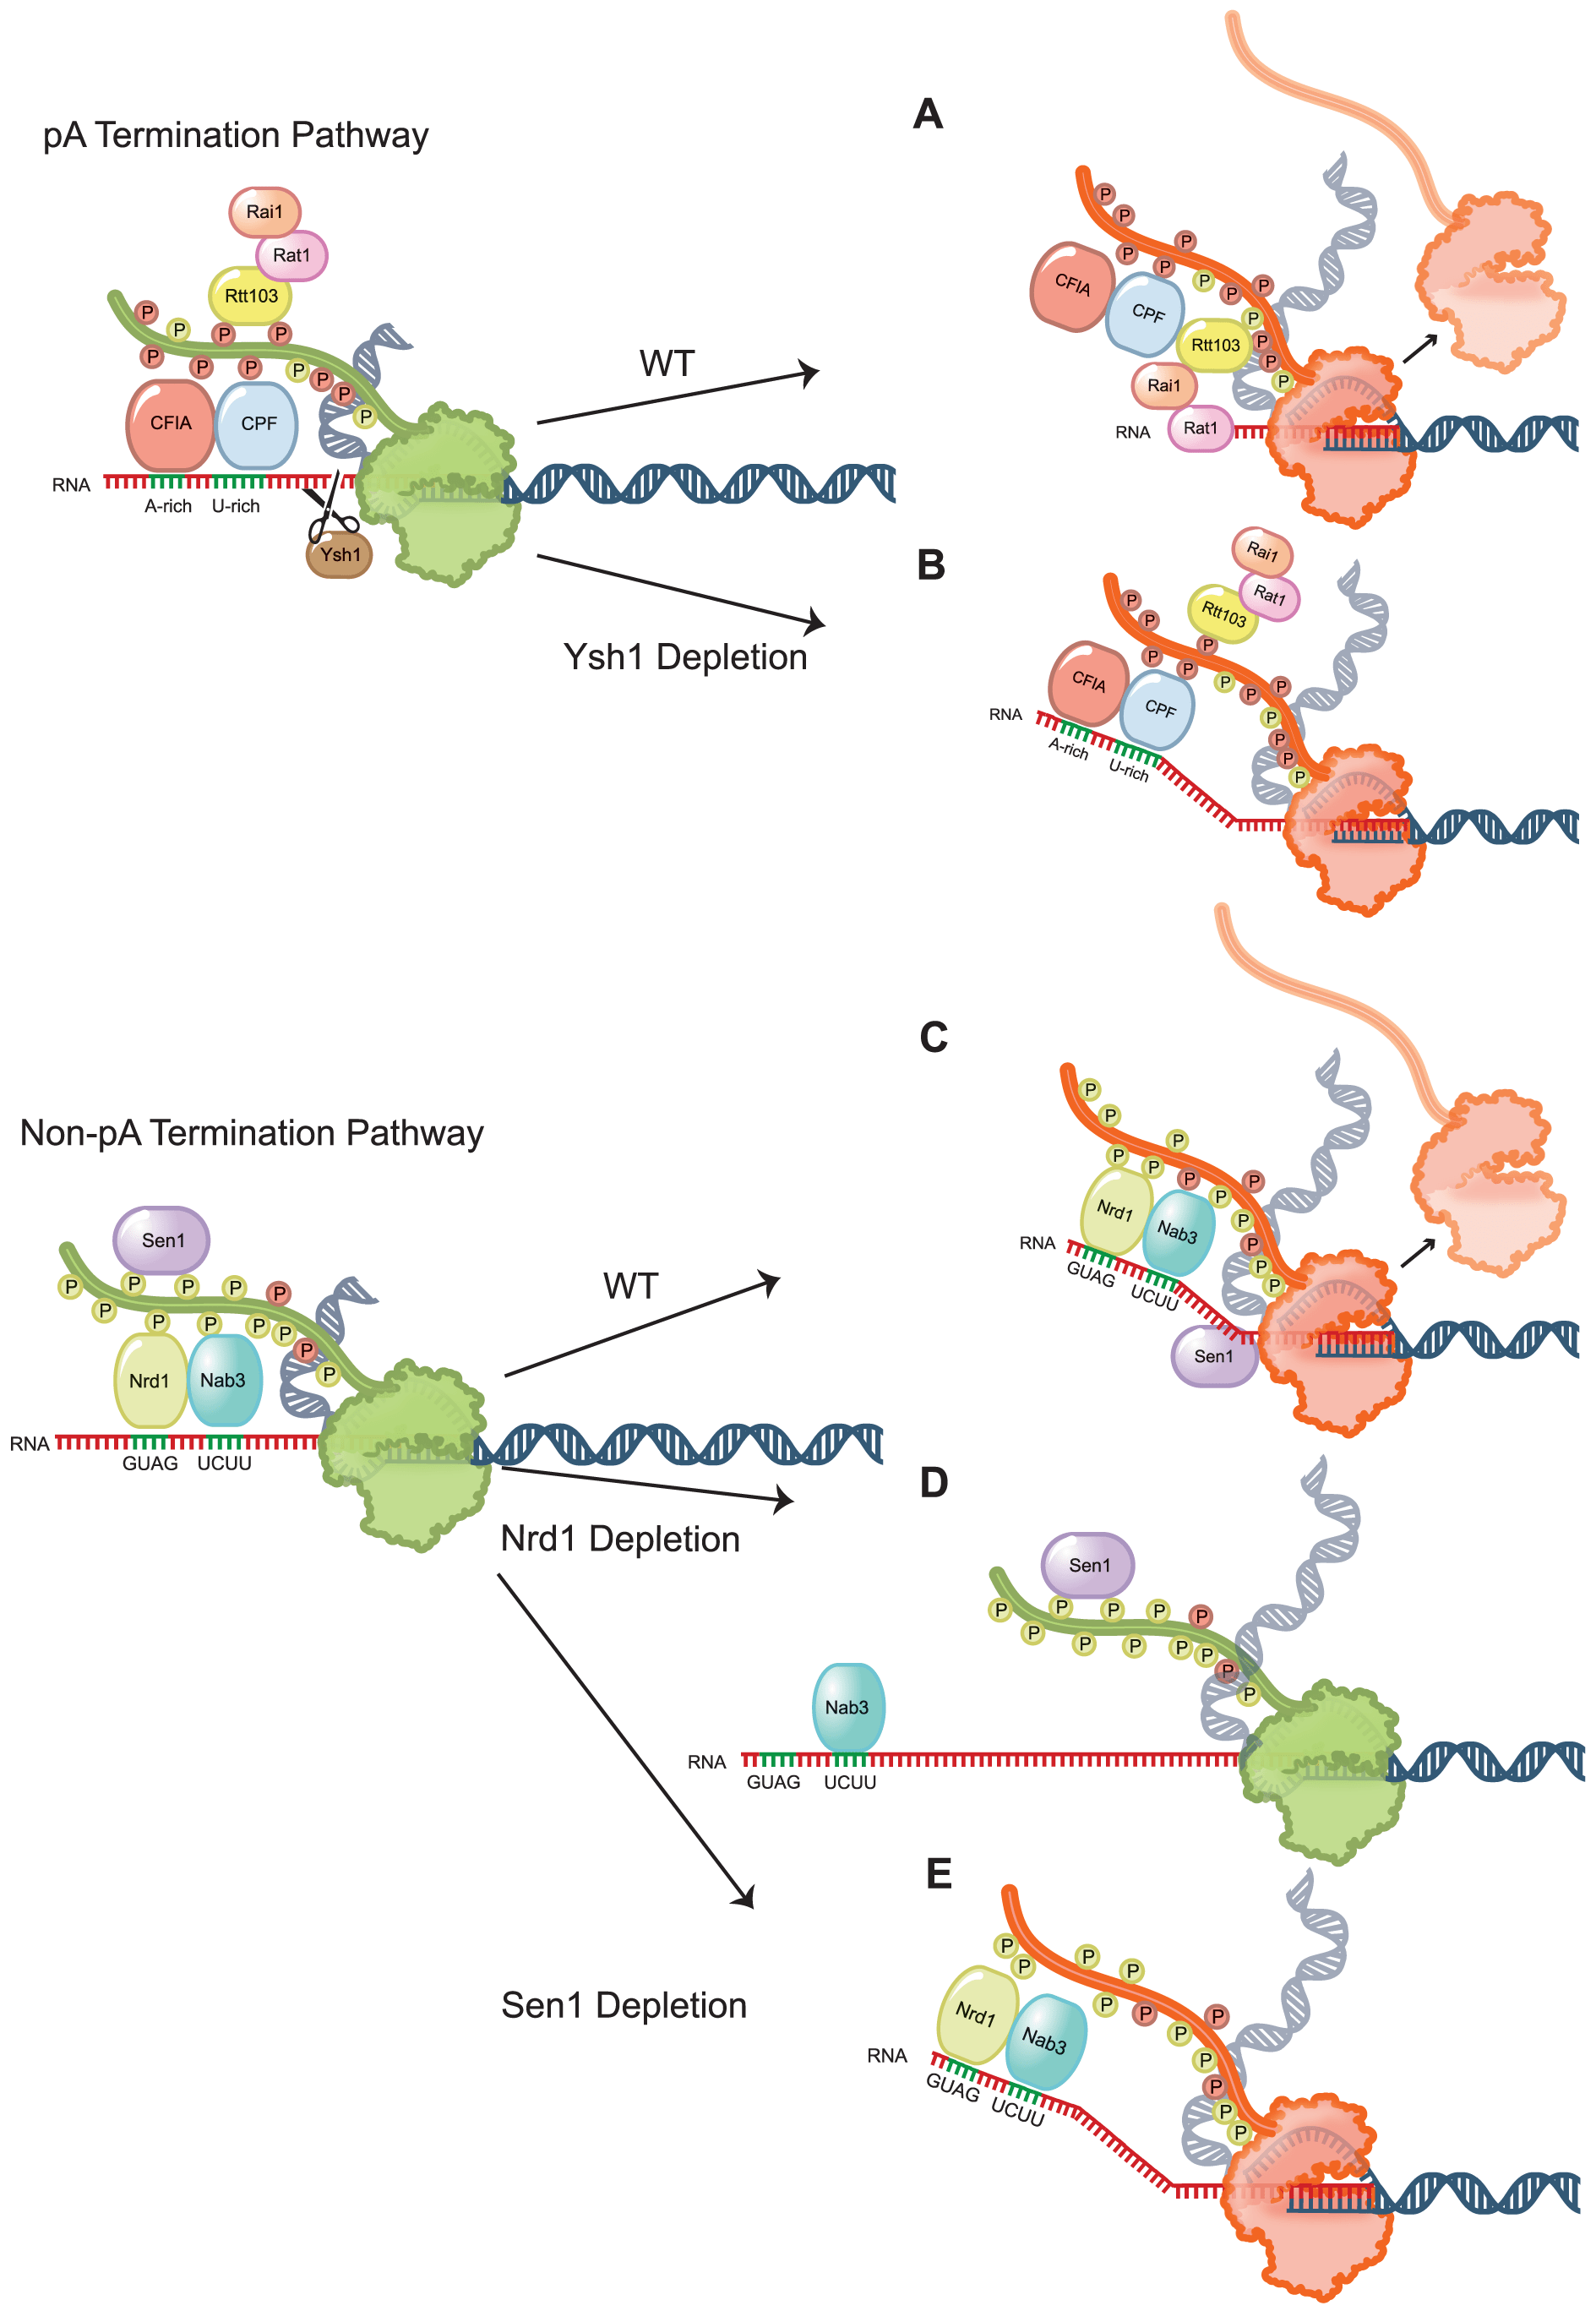 pA Termination Pathway
Rai1
Rat1
Rtt103
P
P
P
P
P
P
P
P
P
P
P
CFIA
CPF
RNA
A-rich
U-rich
Ysh1
WT
Ysh1 Depletion
A
P
P
P
P
P
P
P
P
P
P
P
P
CFIA
CPF
Rtt103
Rai1
RNA
Rat1
B
Rai1
Rat1
Rtt103
P
P
P
P
P
P
P
P
P
P
P
P
CFIA
CPF
RNA
A-rich
U-rich
Non-pA Termination Pathway
Sen1
P
P
P
P
P
P
P
P
P
P
P
P
Nrd1
Nab3
RNA
GUAG
UCUU
WT
Nrd1 Depletion
Sen1 Depletion
C
P
P
P
P
P
P
P
P
P
P
P
P
Nrd1
Nab3
RNA
GUAG
UCUU
Sen1
D
Sen1
P
P
P
P
P
P
P
P
P
P
P
P
Nab3
RNA
GUAG
UCUU
E
P
P
P
P
P
P
P
P
P
P
P
P
Nrd1
Nab3
RNA
GUAG
UCUU